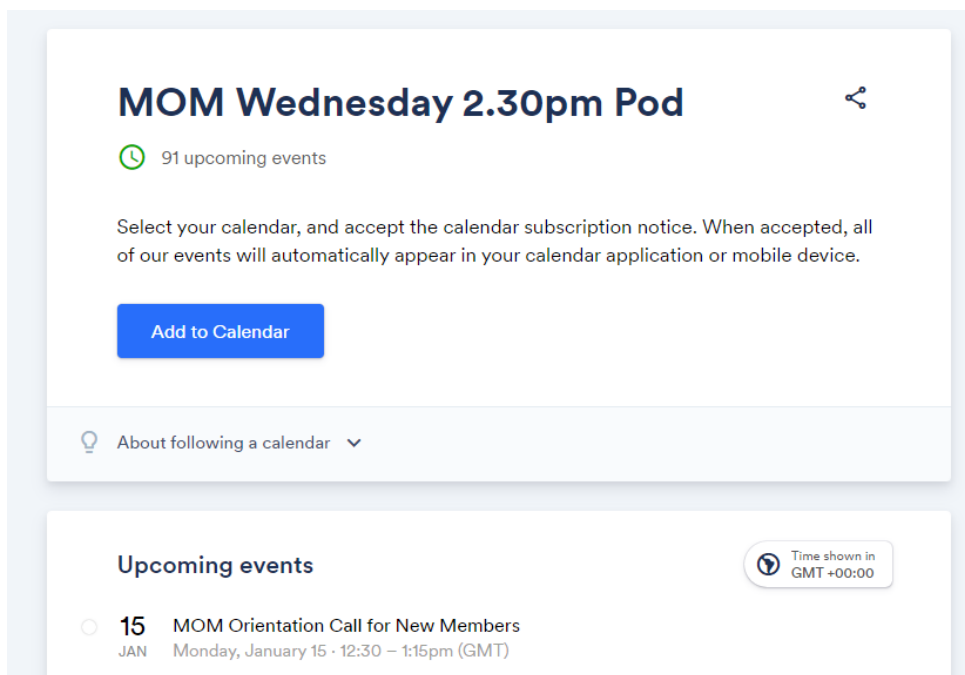 MOM Wednesday 2.30pm Pod
91 upcoming events
Select your calendar, and accept the calendar subscription notice. When accepted, all
of our events will automatically appear in your calendar application or mobile device.
Add to Calendar
About following a calendar
Upcoming events
Time shown in
GMT +00:00
15 MOM Orientation Call for New Members
JAN Monday, January 15 · 12:30 – 1:15pm (GMT)